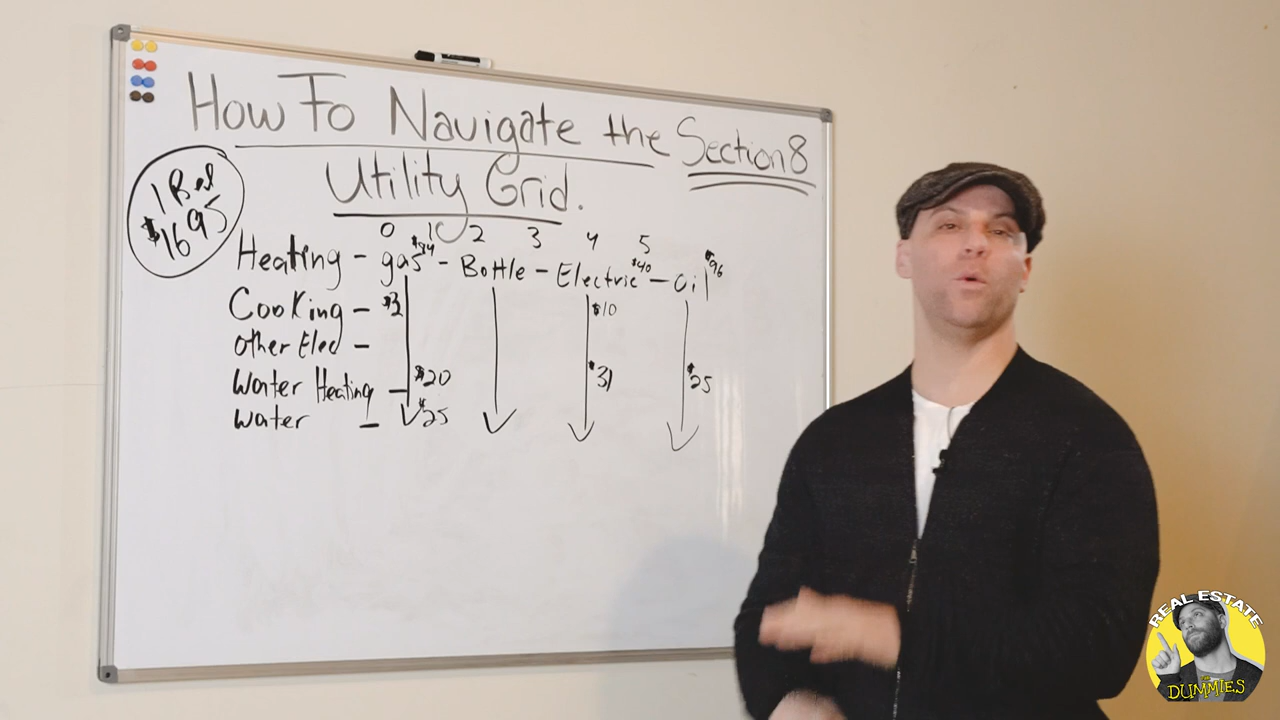 How To Navigate the Section 8
Utility Grid.
1 Bed
$1695
0 1 2 3 4 5
Heating - gas $34 - Bottle - Electric $40 - Oil $96
Cooking - $3 $10
Other Elec -
Water Heating - $20 $31 $25
Water - $25
REAL ESTATE
FOR
DUMMIES